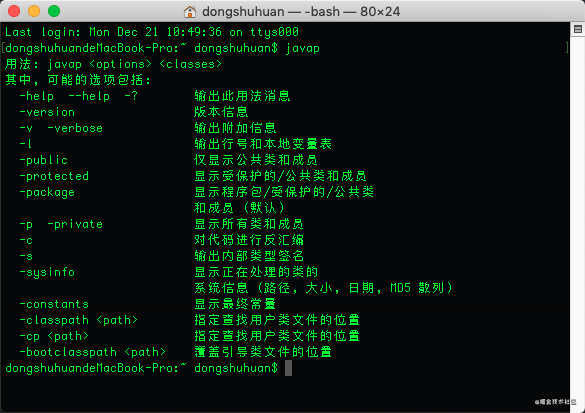 dongshuhuan — -bash — 80×24
Last login: Mon Dec 21 10:49:36 on ttys000
[dongshuhuandeMacBook-Pro:~ dongshuhuan$ javap]
用法: javap <options> <classes>
其中, 可能的选项包括:
-help --help -? 输出此用法消息
-version 版本信息
-v -verbose 输出附加信息
-l 输出行号和本地变量表
-public 仅显示公共类和成员
-protected 显示受保护的/公共类和成员
-package 显示程序包/受保护的/公共类
和成员 (默认)
-p -private 显示所有类和成员
-c 对代码进行反汇编
-s 输出内部类型签名
-sysinfo 显示正在处理的类的
系统信息 (路径, 大小, 日期, MD5 散列)
-constants 显示最终常量
-classpath <path> 指定查找用户类文件的位置
-cp <path> 指定查找用户类文件的位置
-bootclasspath <path> 覆盖引导类文件的位置
dongshuhuandeMacBook-Pro:~ dongshuhuan$
@掘金技术社区